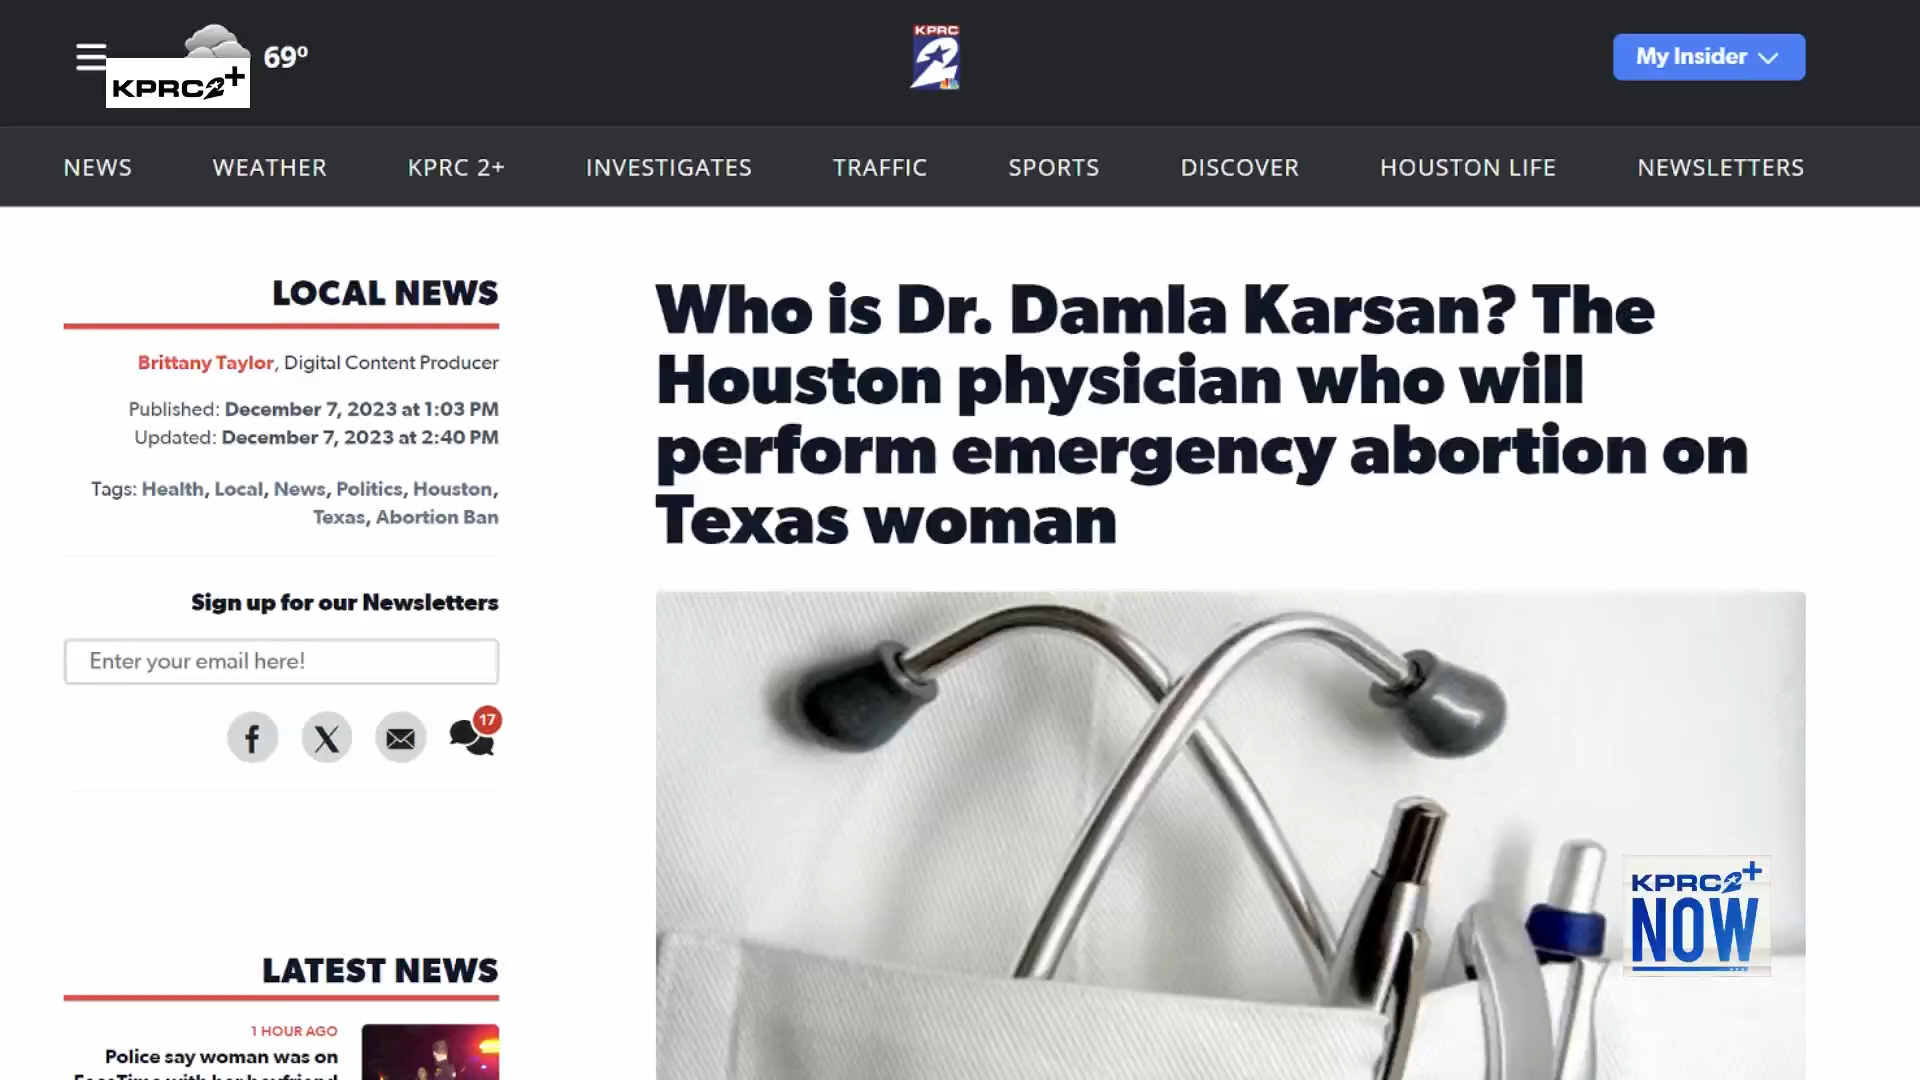 69°
KPRC2+
KPRC
2
My Insider
NEWS WEATHER KPRC 2+ INVESTIGATES TRAFFIC SPORTS DISCOVER HOUSTON LIFE NEWSLETTERS
LOCAL NEWS
Brittany Taylor, Digital Content Producer
Published: December 7, 2023 at 1:03 PM
Updated: December 7, 2023 at 2:40 PM
Tags: Health, Local, News, Politics, Houston,
Texas, Abortion Ban
Sign up for our Newsletters
Enter your email here!
f X 17
Who is Dr. Damla Karsan? The
Houston physician who will
perform emergency abortion on
Texas woman
KPRC2+
NOW
LATEST NEWS
1 HOUR AGO
Police say woman was on
FaceTime with her boyfriend